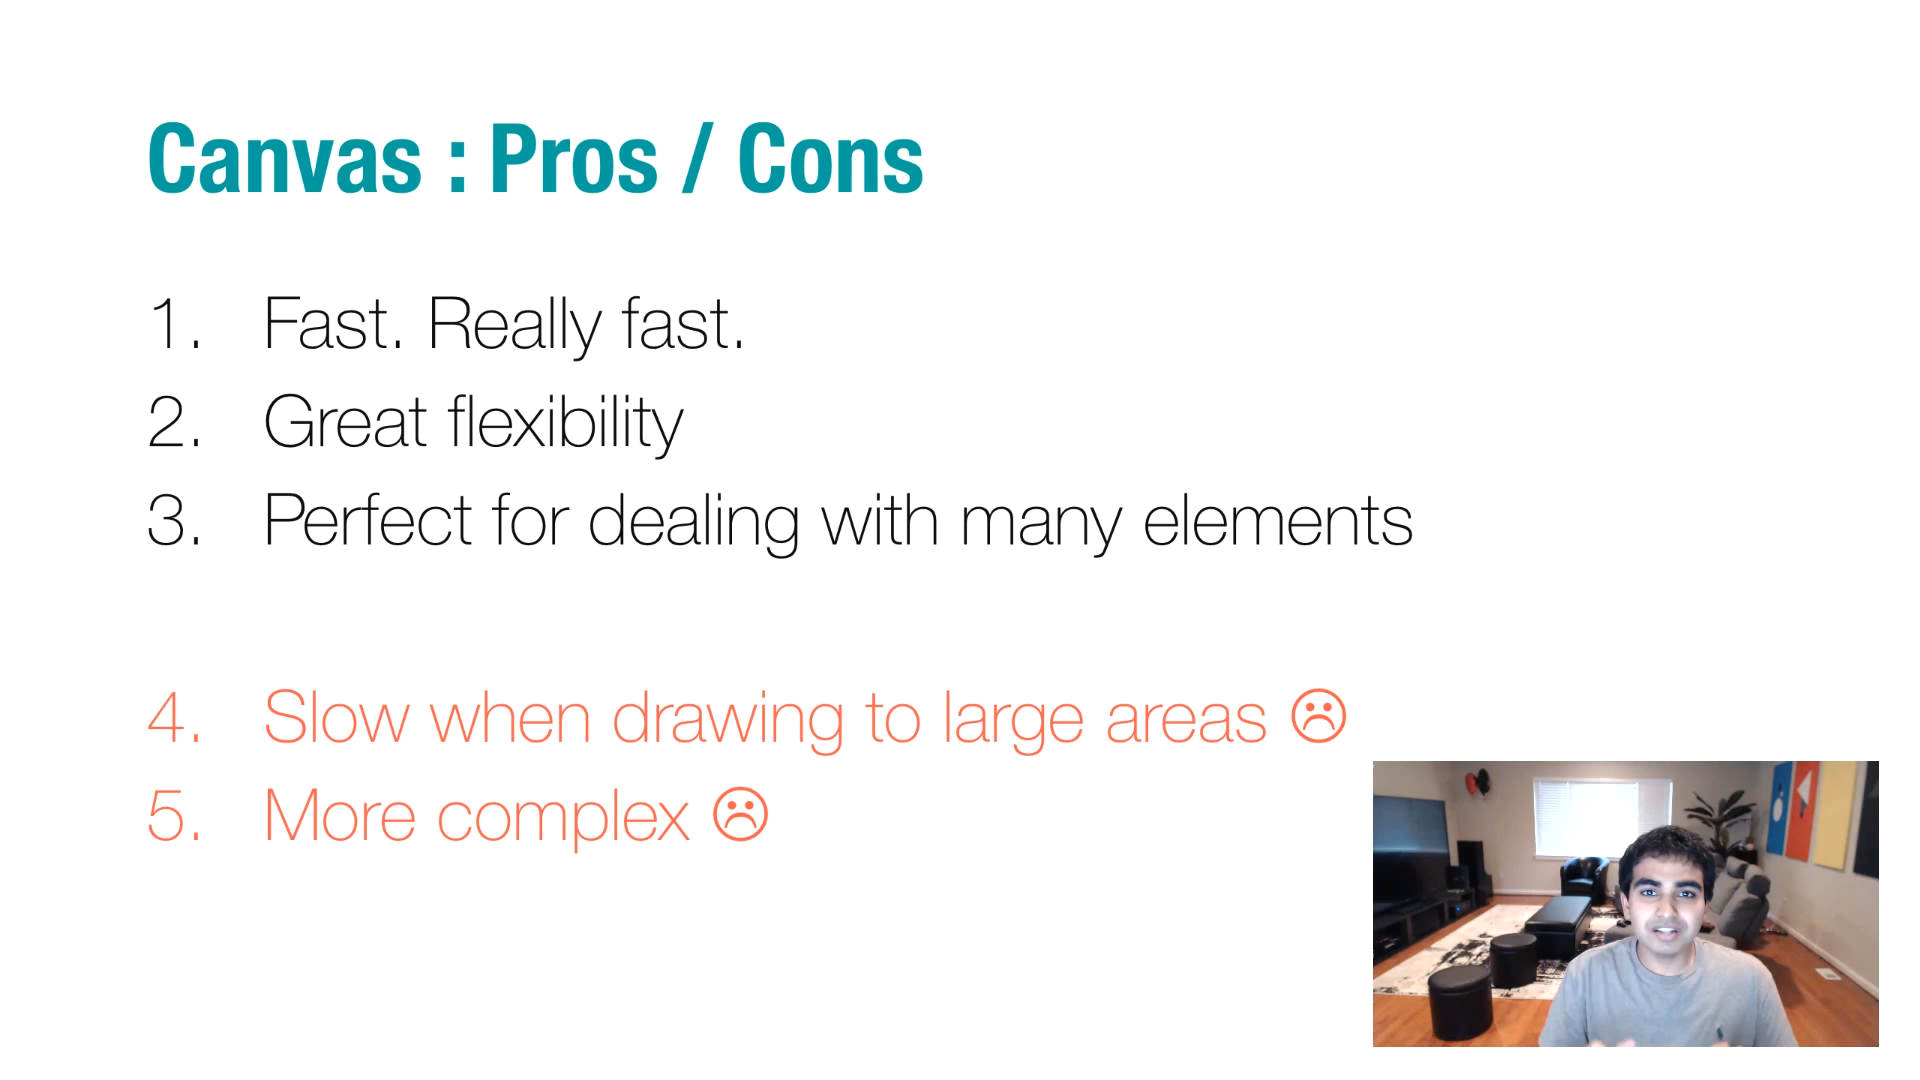 Canvas : Pros / Cons
1. Fast. Really fast.
2. Great flexibility
3. Perfect for dealing with many elements
4. Slow when drawing to large areas ☹
5. More complex ☹